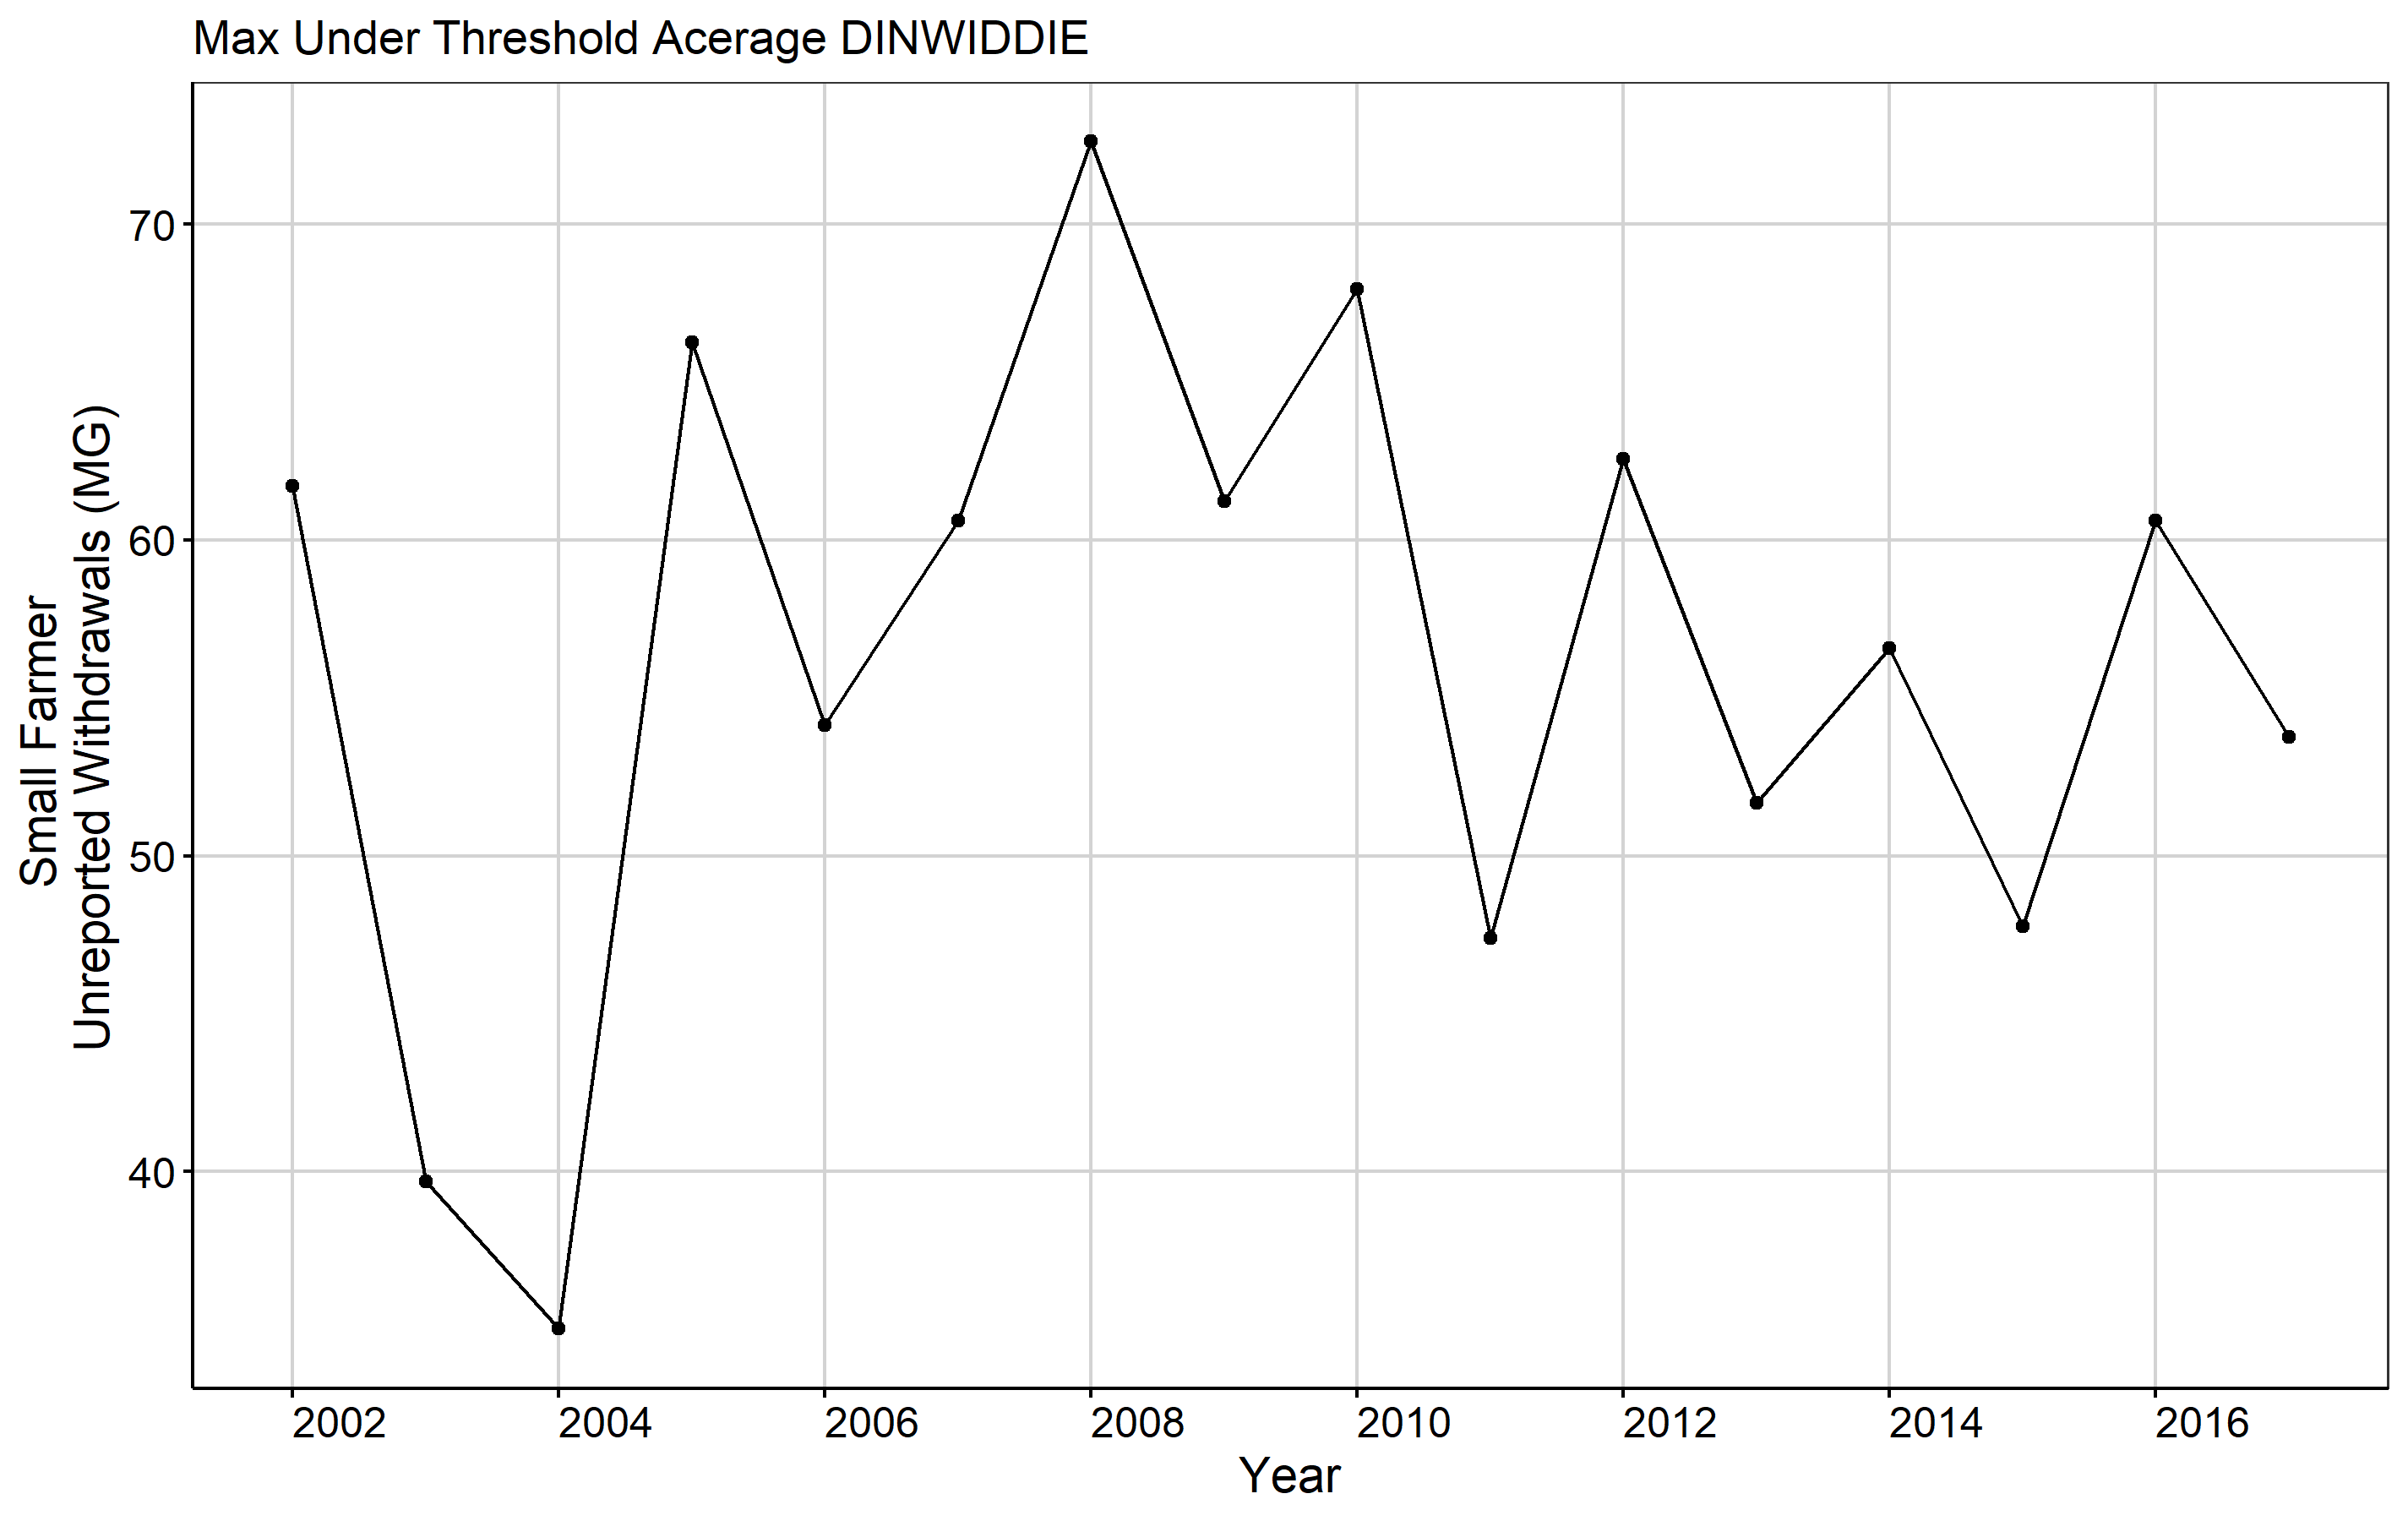 Max Under Threshold Acerage DINWIDDIE
Small Farmer
Unreported Withdrawals (MG)
70
60
50
40
2002 2004 2006 2008 2010 2012 2014 2016
Year